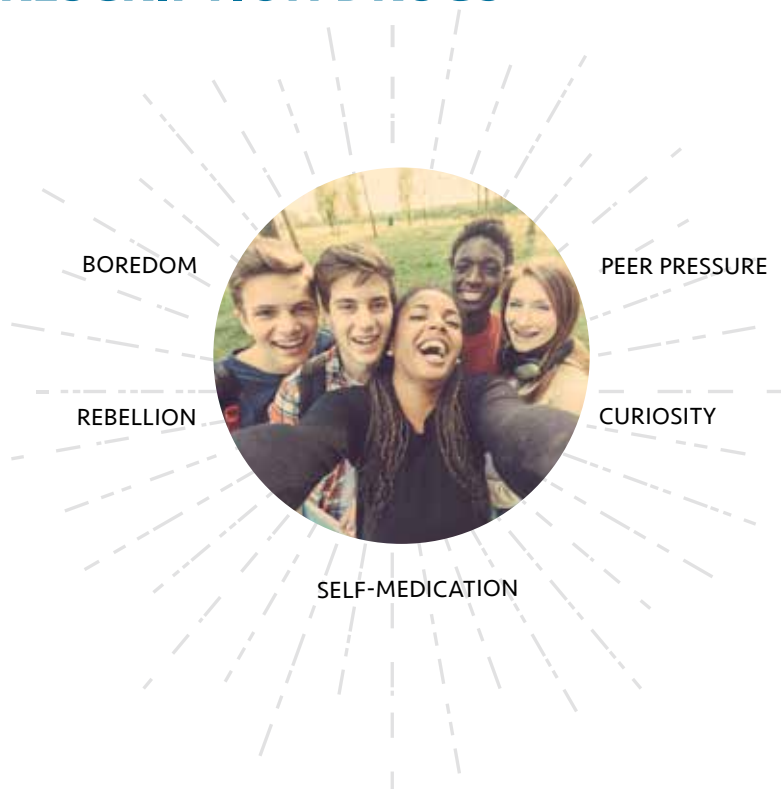 BOREDOM
PEER PRESSURE
REBELLION
CURIOSITY
SELF-MEDICATION